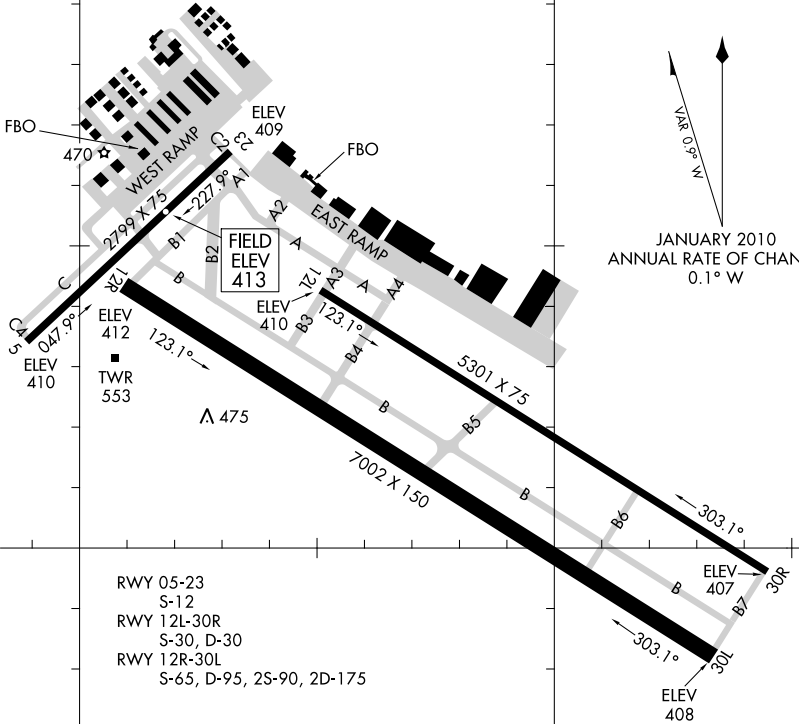 ELEV
409
FBO
C2
23
470
WEST RAMP
A1
227.9°
FBO
VAR 0.9° W
2799 X 75
A2
EAST RAMP
B1
B2
A
FIELD
ELEV
413
JANUARY 2010
ANNUAL RATE OF CHAN
0.1° W
C
12R
B
12L
A3
A
A4
ELEV
410
C4
5
047.9°
ELEV
412
123.1°
B3
123.1°
B4
ELEV
410
TWR
553
5301 X 75
475
B
B5
7002 X 150
B
B6
303.1°
RWY 05-23
S-12
RWY 12L-30R
S-30, D-30
RWY 12R-30L
S-65, D-95, 2S-90, 2D-175
ELEV
407
30R
B
B7
303.1°
30L
ELEV
408